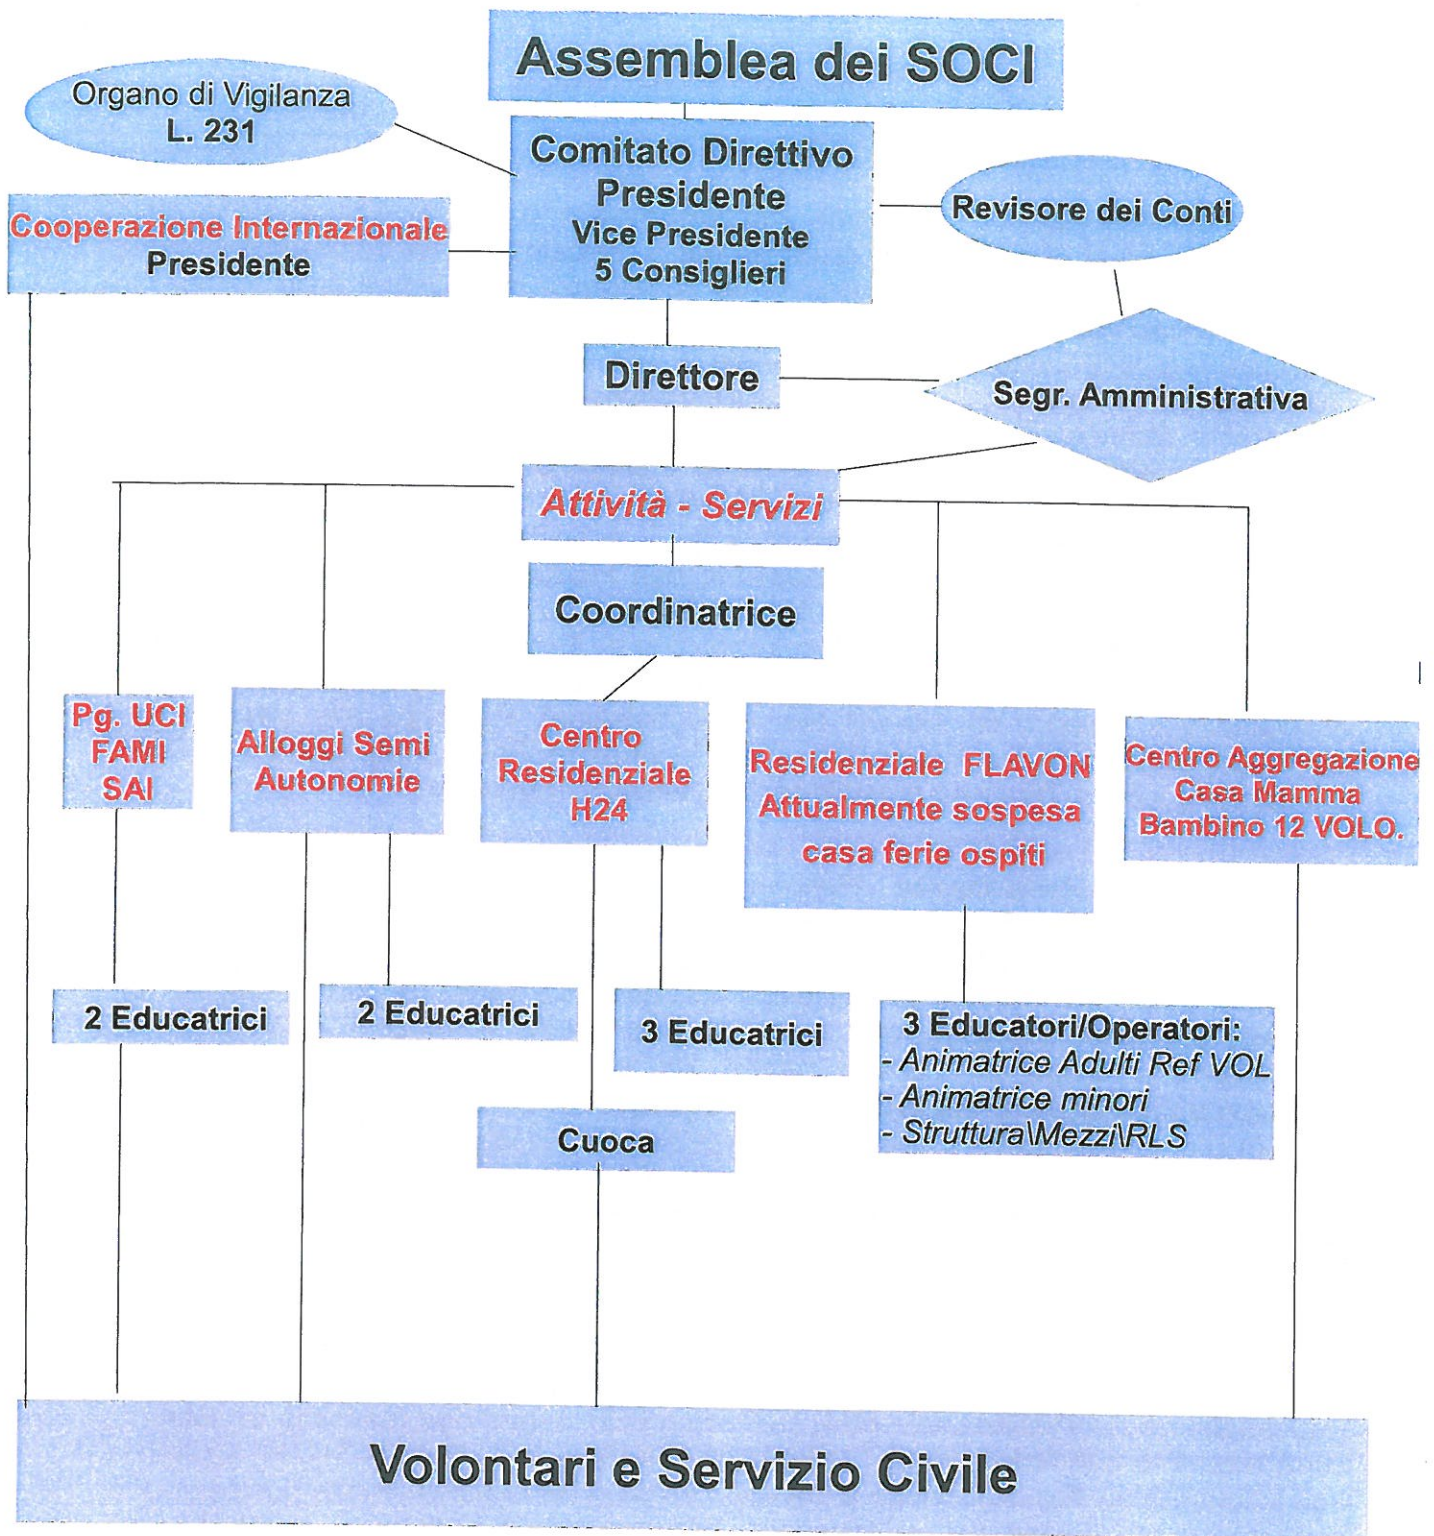 Assemblea dei SOCI
Organo di Vigilanza
L. 231
Comitato Direttivo
Presidente
Vice Presidente
5 Consiglieri
Revisore dei Conti
Cooperazione Internazionale
Presidente
Direttore
Segr. Amministrativa
Attività - Servizi
Coordinatrice
Pg. UCI
FAMI
SAI
Alloggi Semi
Autonomie
Centro
Residenziale
H24
Residenziale FLAVON
Attualmente sospesa
casa ferie ospiti
Centro Aggregazione
Casa Mamma
Bambino 12 VOLO.
2 Educatrici
2 Educatrici
3 Educatrici
3 Educatori/Operatori:
- Animatrice Adulti Ref VOL
- Animatrice minori
- Struttura\Mezzi\RLS
Cuoca
Volontari e Servizio Civile